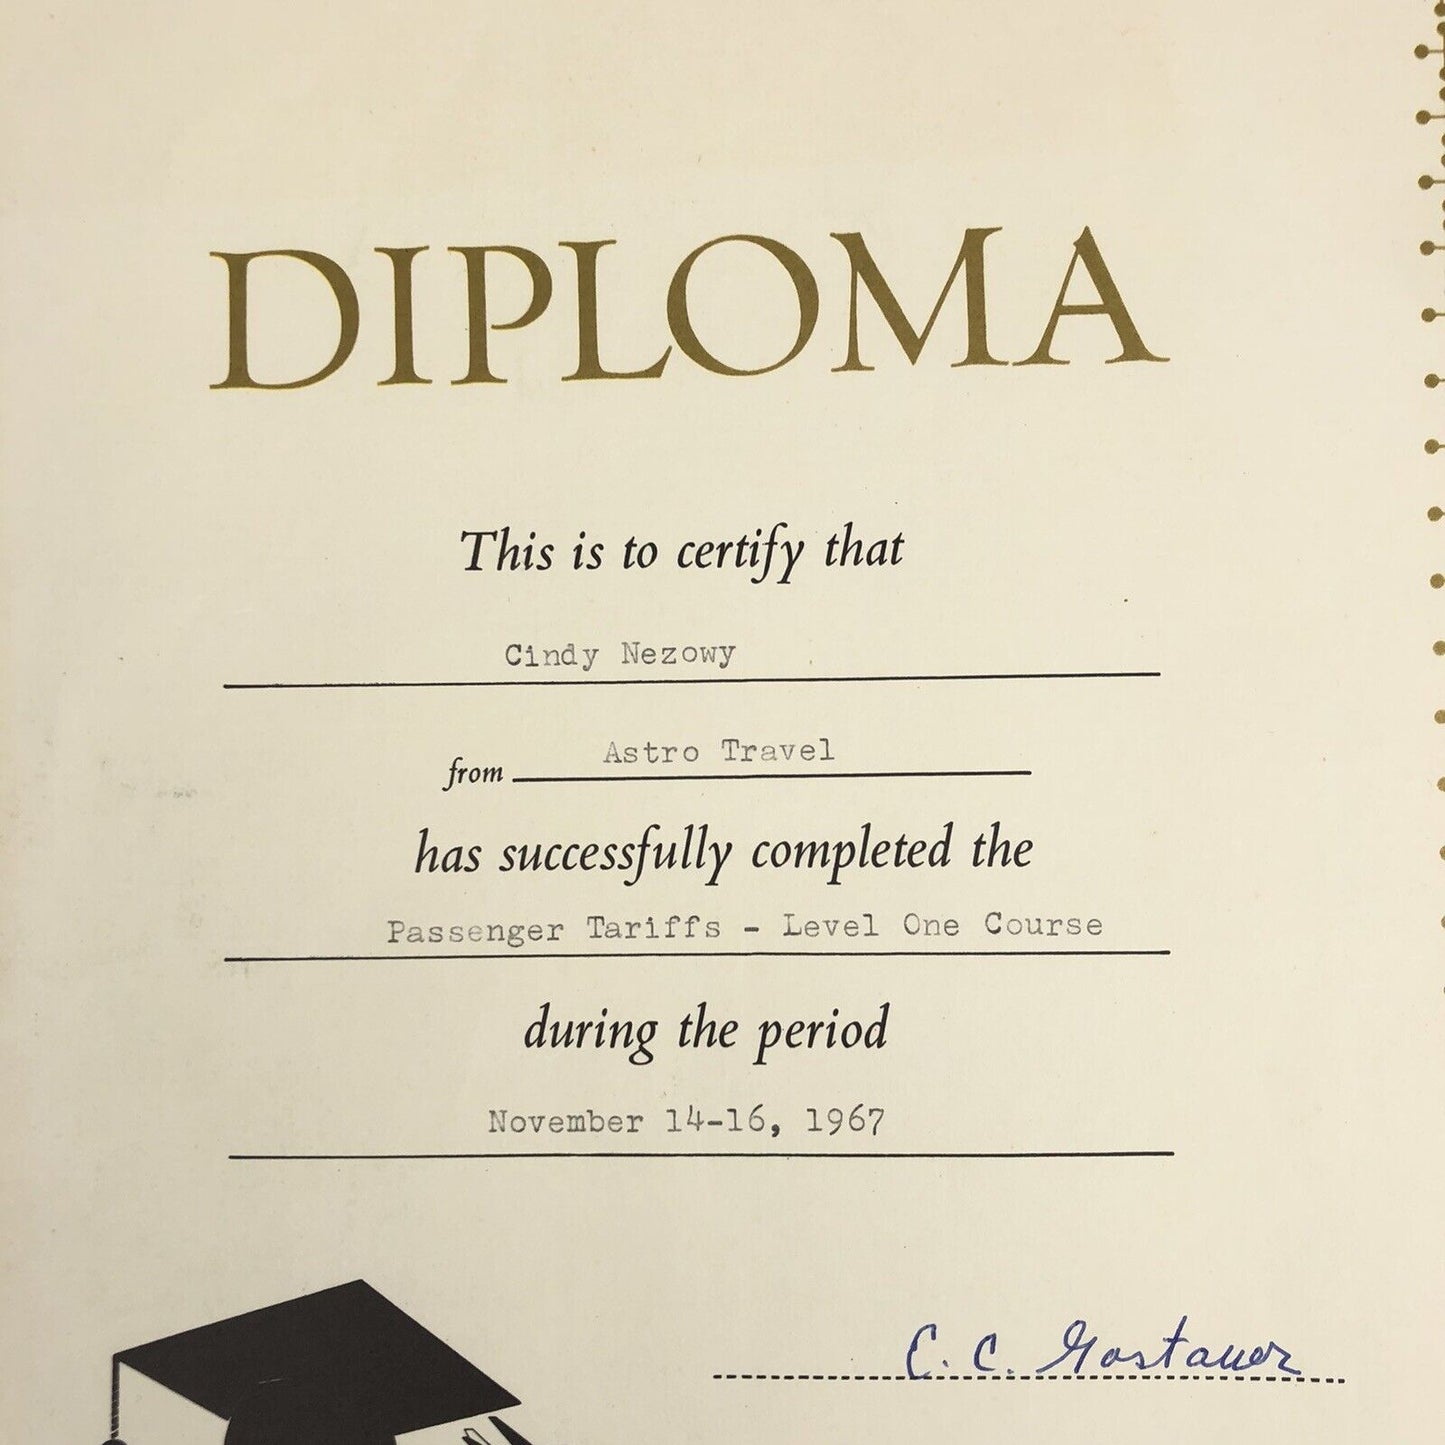 DIPLOMA
This is to certify that
Cindy Nezowy
from Astro Travel
has successfully completed the
Passenger Tariffs - Level One Course
during the period
November 14-16, 1967
C. C.